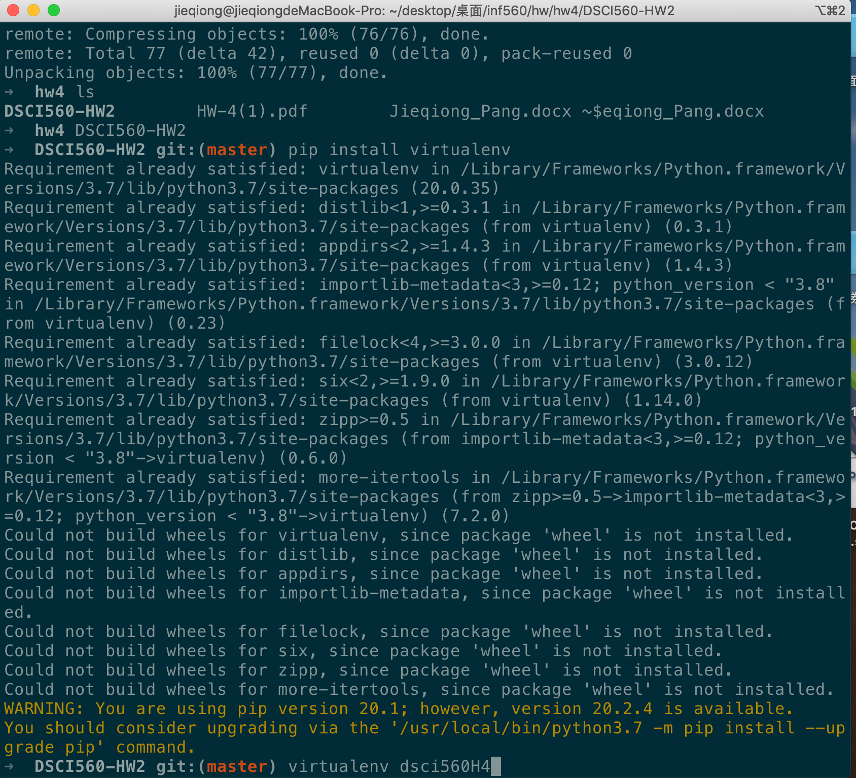 jieqiong@jieqiongdeMacBook-Pro: ~/desktop/桌面/inf560/hw/hw4/DSCI560-HW2
⌥⌘2
remote: Compressing objects: 100% (76/76), done.
remote: Total 77 (delta 42), reused 0 (delta 0), pack-reused 0
Unpacking objects: 100% (77/77), done.
→  hw4 ls
DSCI560-HW2        HW-4(1).pdf        Jieqiong_Pang.docx ~$eqiong_Pang.docx
→  hw4 DSCI560-HW2
→  DSCI560-HW2 git:(master) pip install virtualenv
Requirement already satisfied: virtualenv in /Library/Frameworks/Python.framework/V
ersions/3.7/lib/python3.7/site-packages (20.0.35)
Requirement already satisfied: distlib<1,>=0.3.1 in /Library/Frameworks/Python.fram
ework/Versions/3.7/lib/python3.7/site-packages (from virtualenv) (0.3.1)
Requirement already satisfied: appdirs<2,>=1.4.3 in /Library/Frameworks/Python.fram
ework/Versions/3.7/lib/python3.7/site-packages (from virtualenv) (1.4.3)
Requirement already satisfied: importlib-metadata<3,>=0.12; python_version < "3.8"
in /Library/Frameworks/Python.framework/Versions/3.7/lib/python3.7/site-packages (f
rom virtualenv) (0.23)
Requirement already satisfied: filelock<4,>=3.0.0 in /Library/Frameworks/Python.fra
mework/Versions/3.7/lib/python3.7/site-packages (from virtualenv) (3.0.12)
Requirement already satisfied: six<2,>=1.9.0 in /Library/Frameworks/Python.framewor
k/Versions/3.7/lib/python3.7/site-packages (from virtualenv) (1.14.0)
Requirement already satisfied: zipp>=0.5 in /Library/Frameworks/Python.framework/Ve
rsions/3.7/lib/python3.7/site-packages (from importlib-metadata<3,>=0.12; python_ve
rsion < "3.8"->virtualenv) (0.6.0)
Requirement already satisfied: more-itertools in /Library/Frameworks/Python.framewo
rk/Versions/3.7/lib/python3.7/site-packages (from zipp>=0.5->importlib-metadata<3,>
=0.12; python_version < "3.8"->virtualenv) (7.2.0)
Could not build wheels for virtualenv, since package 'wheel' is not installed.
Could not build wheels for distlib, since package 'wheel' is not installed.
Could not build wheels for appdirs, since package 'wheel' is not installed.
Could not build wheels for importlib-metadata, since package 'wheel' is not install
ed.
Could not build wheels for filelock, since package 'wheel' is not installed.
Could not build wheels for six, since package 'wheel' is not installed.
Could not build wheels for zipp, since package 'wheel' is not installed.
Could not build wheels for more-itertools, since package 'wheel' is not installed.
WARNING: You are using pip version 20.1; however, version 20.2.4 is available.
You should consider upgrading via the '/usr/local/bin/python3.7 -m pip install --up
grade pip' command.
→  DSCI560-HW2 git:(master) virtualenv dsci560H4